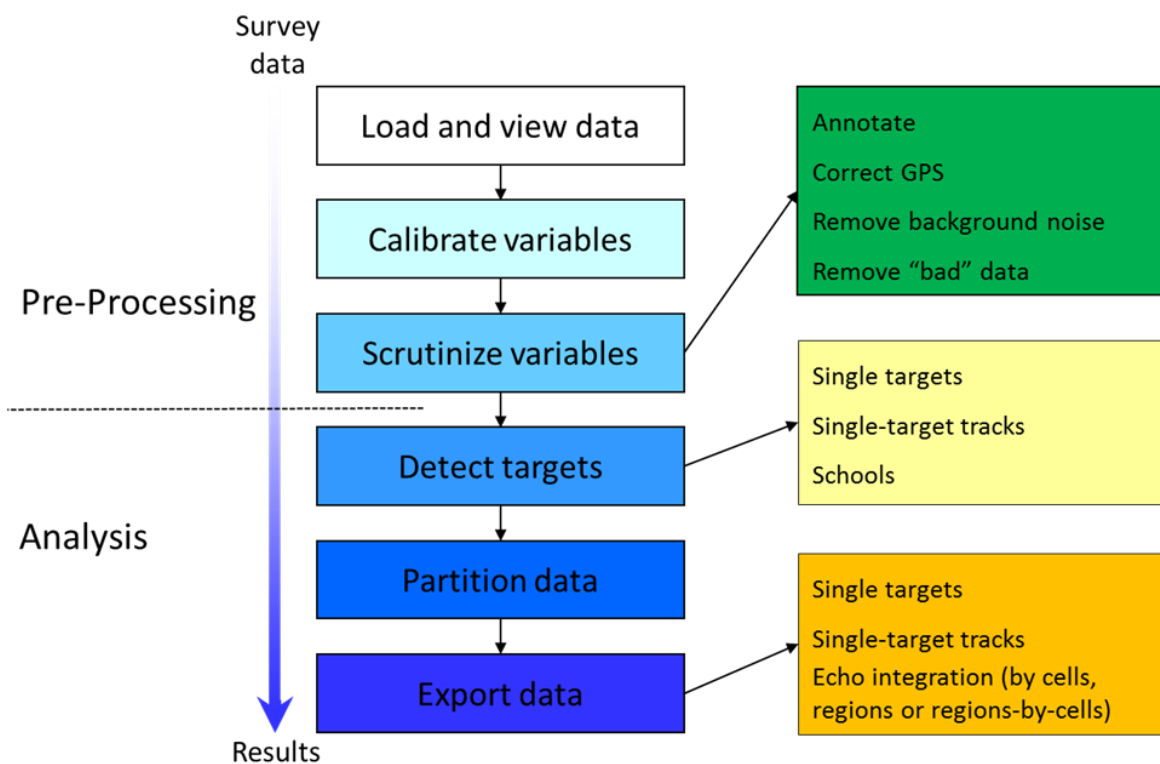 Survey
data
Load and view data
Calibrate variables
Pre-Processing
Scrutinize variables
Annotate
Correct GPS
Remove background noise
Remove “bad” data
Detect targets
Single targets
Single-target tracks
Schools
Analysis
Partition data
Export data
Single targets
Single-target tracks
Echo integration (by cells,
regions or regions-by-cells)
Results